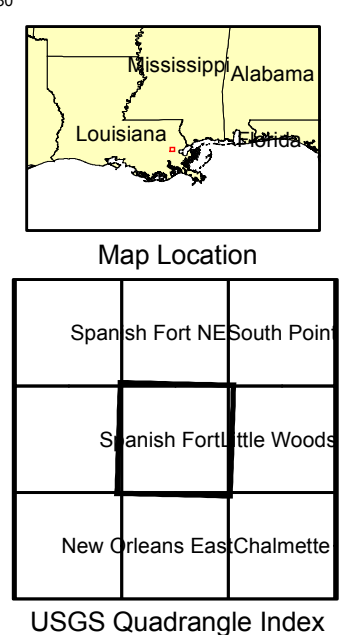 Mississippi
Alabama
Louisiana
Florida
Map Location
Spanish Fort NE
South Point
Spanish Fort
Little Woods
New Orleans East
Chalmette
USGS Quadrangle Index